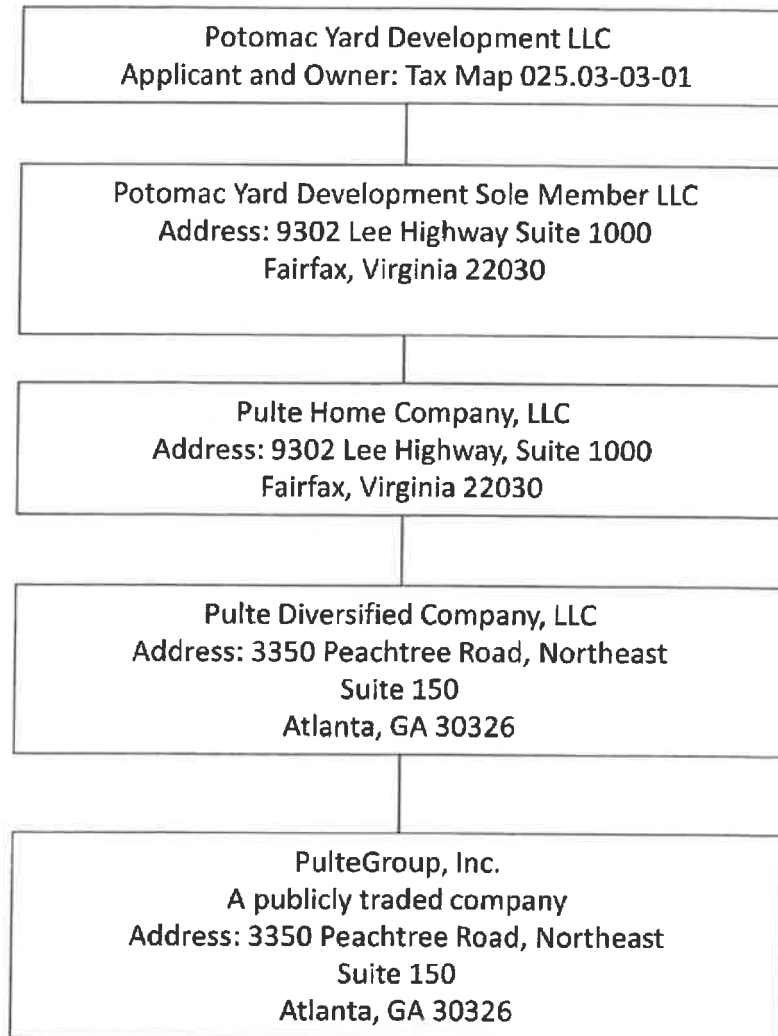 Potomac Yard Development LLC
Applicant and Owner: Tax Map 025.03-03-01
Potomac Yard Development Sole Member LLC
Address: 9302 Lee Highway Suite 1000
Fairfax, Virginia 22030
Pulte Home Company, LLC
Address: 9302 Lee Highway, Suite 1000
Fairfax, Virginia 22030
Pulte Diversified Company, LLC
Address: 3350 Peachtree Road, Northeast
Suite 150
Atlanta, GA 30326
PulteGroup, Inc.
A publicly traded company
Address: 3350 Peachtree Road, Northeast
Suite 150
Atlanta, GA 30326